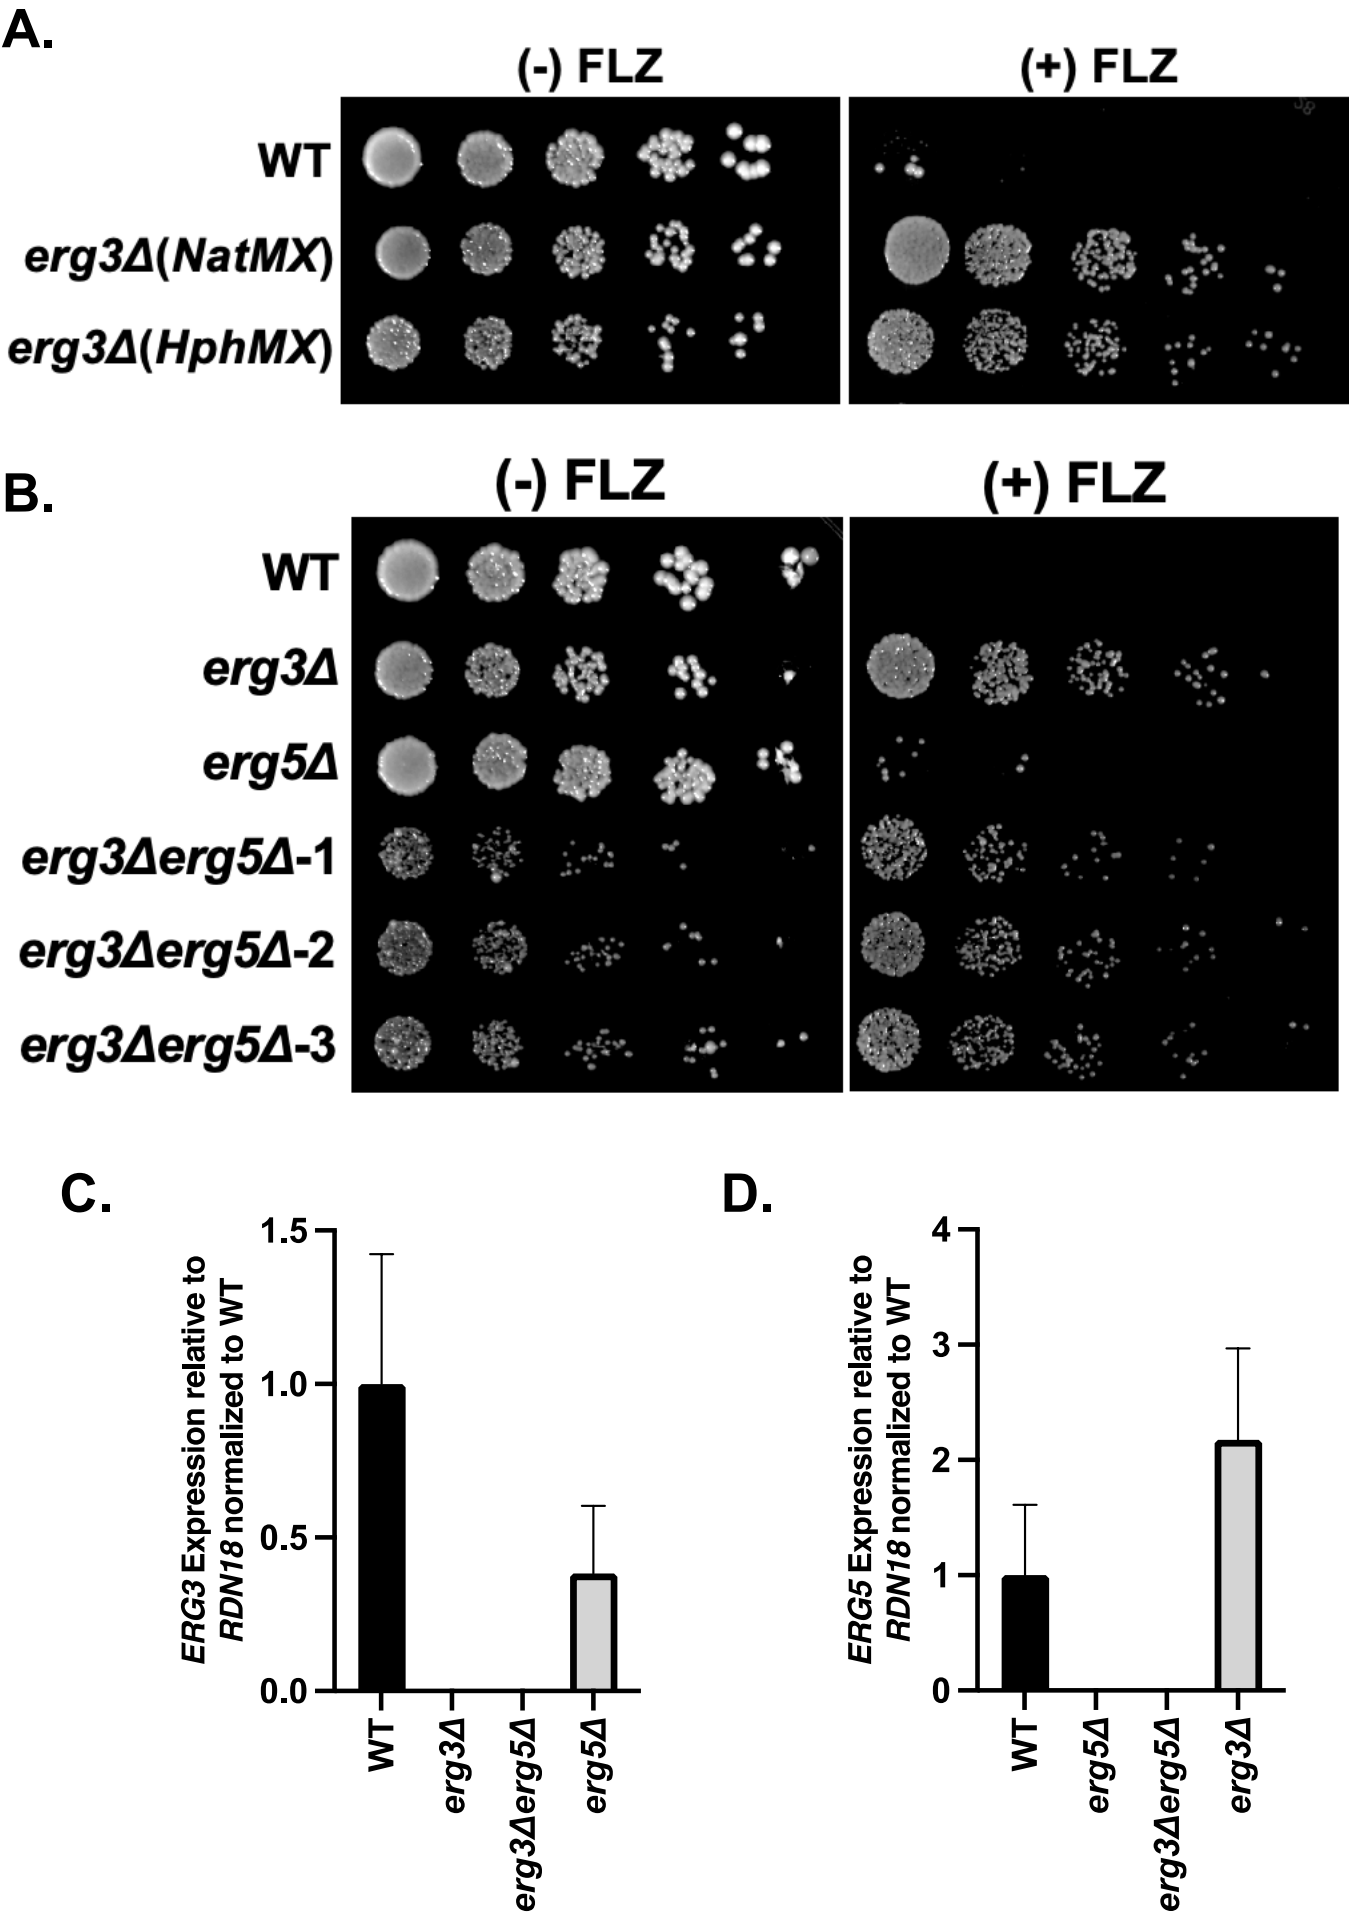 A.
(-) FLZ
(+) FLZ
WT
erg3Δ(NatMX)
erg3Δ(HphMX)
B.
(-) FLZ
(+) FLZ
WT
erg3Δ
erg5Δ
erg3Δerg5Δ-1
erg3Δerg5Δ-2
erg3Δerg5Δ-3
C.
ERG3 Expression relative to
RDN18 normalized to WT
1.5
1.0
0.5
0.0
WT
erg3Δ
erg3Δerg5Δ
erg5Δ
D.
ERG5 Expression relative to
RDN18 normalized to WT
4
3
2
1
0
WT
erg5Δ
erg3Δerg5Δ
erg3Δ